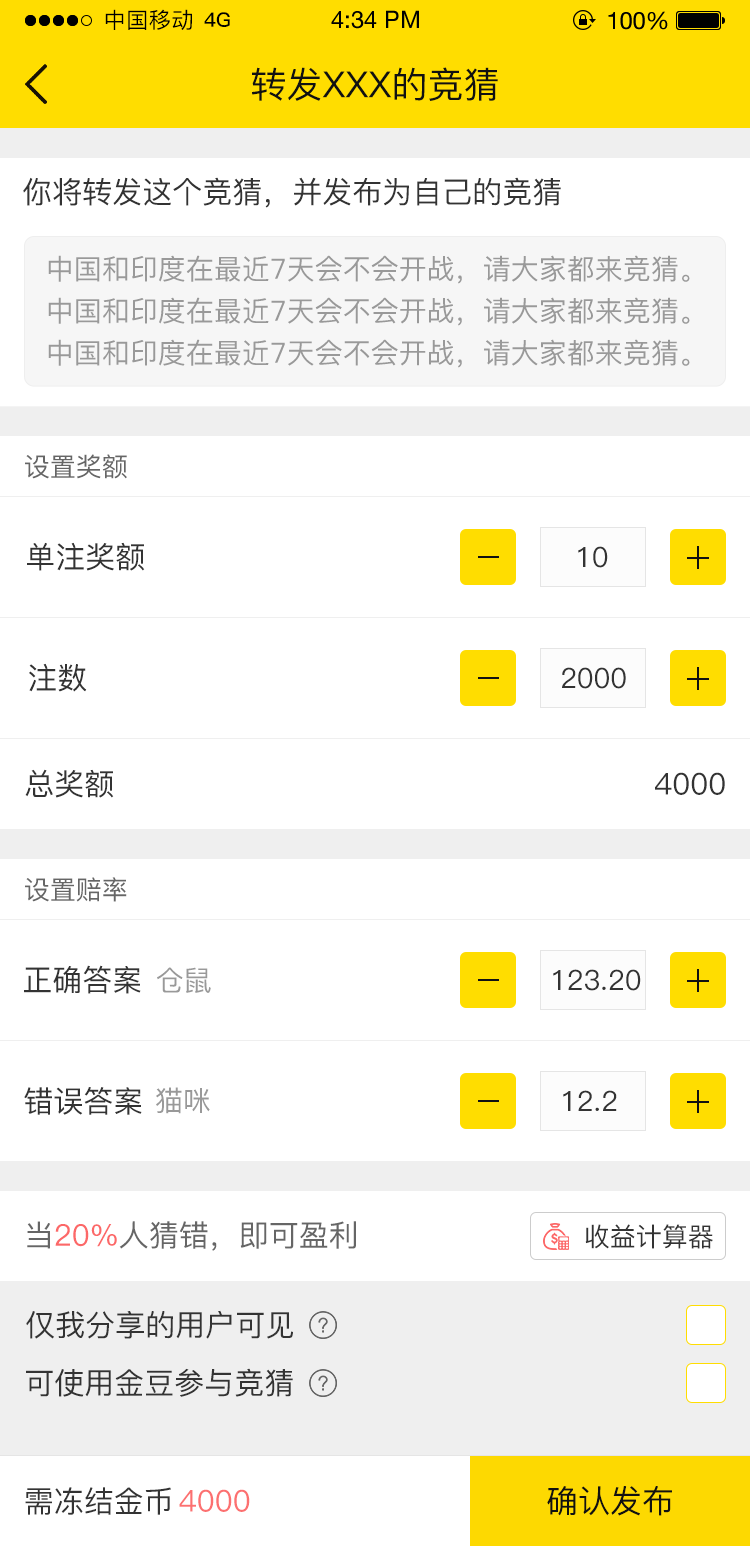 中国移动 4G 4:34 PM 100%
转发XXX的竞猜
你将转发这个竞猜，并发布为自己的竞猜
中国和印度在最近7天会不会开战，请大家都来竞猜。
中国和印度在最近7天会不会开战，请大家都来竞猜。
中国和印度在最近7天会不会开战，请大家都来竞猜。
设置奖额
单注奖额 10
注数 2000
总奖额 4000
设置赔率
正确答案 仓鼠 123.20
错误答案 猫咪 12.2
当20%人猜错，即可盈利 收益计算器
仅我分享的用户可见 ?
可使用金豆参与竞猜 ?
需冻结金币 4000 确认发布